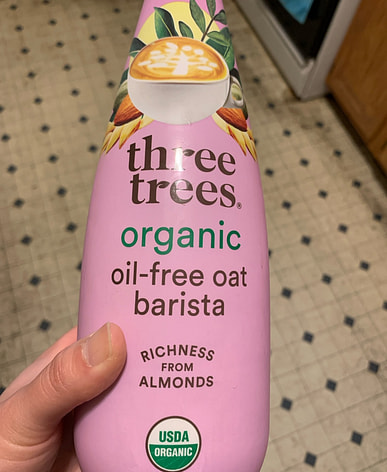 three
trees®
organic
oil-free oat
barista
RICHNESS
FROM
ALMONDS
USDA
ORGANIC